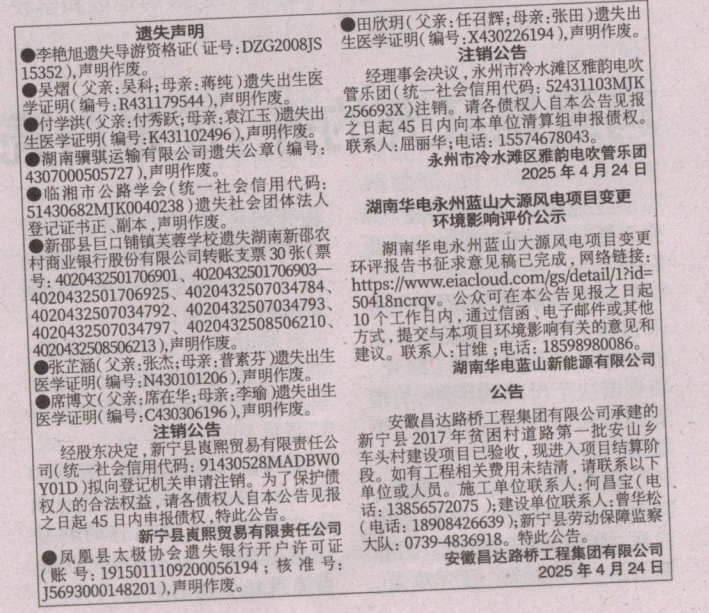 遗失声明
●李艳旭遗失导游资格证(证号:DZG2008JS
15352),声明作废。
●吴熠(父亲:吴科;母亲:蒋纯)遗失出生医
学证明(编号:R431179544),声明作废。
●付学洪(父亲:付秀跃;母亲:袁江玉)遗失出
生医学证明(编号:K431102496),声明作废。
●湖南骥骐运输有限公司遗失公章(编号:
4307000505727),声明作废。
●临湘市公路学会(统一社会信用代码:
51430682MJK0040238)遗失社会团体法人
登记证书正、副本,声明作废。
●新邵县巨口铺镇芙蓉学校遗失湖南新邵农
村商业银行股份有限公司转账支票30张(票
号:4020432501706901、4020432501706903—
4020432501706925、4020432507034784、
4020432507034792、4020432507034793、
4020432507034797、4020432508506210、
4020432508506213),声明作废。
●张芷涵(父亲:张杰;母亲:普素芬)遗失出生
医学证明(编号:N430101206),声明作废。
●席博文(父亲:席在华;母亲:李瑜)遗失出生
医学证明(编号:C430306196),声明作废。
注销公告
经股东决定,新宁县崀熙贸易有限责任公
司(统一社会信用代码:91430528MADBW0
Y01D)拟向登记机关申请注销。为了保护债
权人的合法权益,请各债权人自本公告见报
之日起45日内申报债权,特此公告。
新宁县崀熙贸易有限责任公司
●凤凰县太极协会遗失银行开户许可证
(账号:1915011109200056194;核准号:
J5693000148201),声明作废。
●田欣玥(父亲:任召辉;母亲:张田)遗失出
生医学证明(编号:X430226194),声明作废。
注销公告
经理事会决议,永州市冷水滩区雅韵电吹
管乐团(统一社会信用代码:52431103MJK
256693X)注销。请各债权人自本公告见报
之日起45日内向本单位清算组申报债权。
联系人:屈丽华;电话:15574678043。
永州市冷水滩区雅韵电吹管乐团
2025年4月24日
湖南华电永州蓝山大源风电项目变更
环境影响评价公示
湖南华电永州蓝山大源风电项目变更
环评报告书征求意见稿已完成,网络链接:
https://www.eiacloud.com/gs/detail/1?id=
50418ncrqv。公众可在本公告见报之日起
10个工作日内,通过信函、电子邮件或其他
方式,提交与本项目环境影响有关的意见和
建议。联系人:甘维;电话:18598980086。
湖南华电蓝山新能源有限公司
公告
安徽昌达路桥工程集团有限公司承建的
新宁县2017年贫困村道路第一批安山乡
车头村建设项目已验收,现进入项目结算阶
段。如有工程相关费用未结清,请联系以下
单位或人员。施工单位联系人:何昌宝(电
话:13856572075);建设单位联系人:曾华松
(电话:18908426639);新宁县劳动保障监察
大队:0739-4836918。特此公告。
安徽昌达路桥工程集团有限公司
2025年4月24日